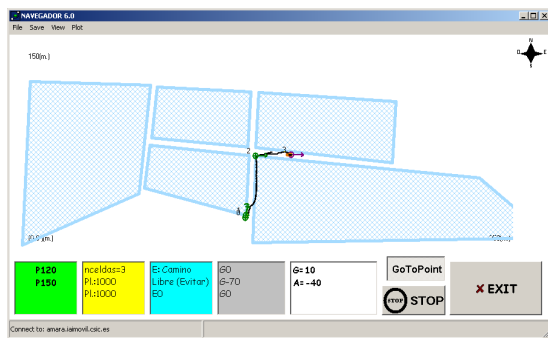 NAVEGADOR 6.0
File Save View Plot
N
E
S
150(m.)
2
3
P120
P150
nceldas=3
Pl.:1000
Pl.:1000
E: Camino
Libre (Evitar)
E0
G0
G-70
G0
G= 10
A= -40
GoToPoint
STOP STOP
EXIT
Connect to: amara.iaimovil.csic.es